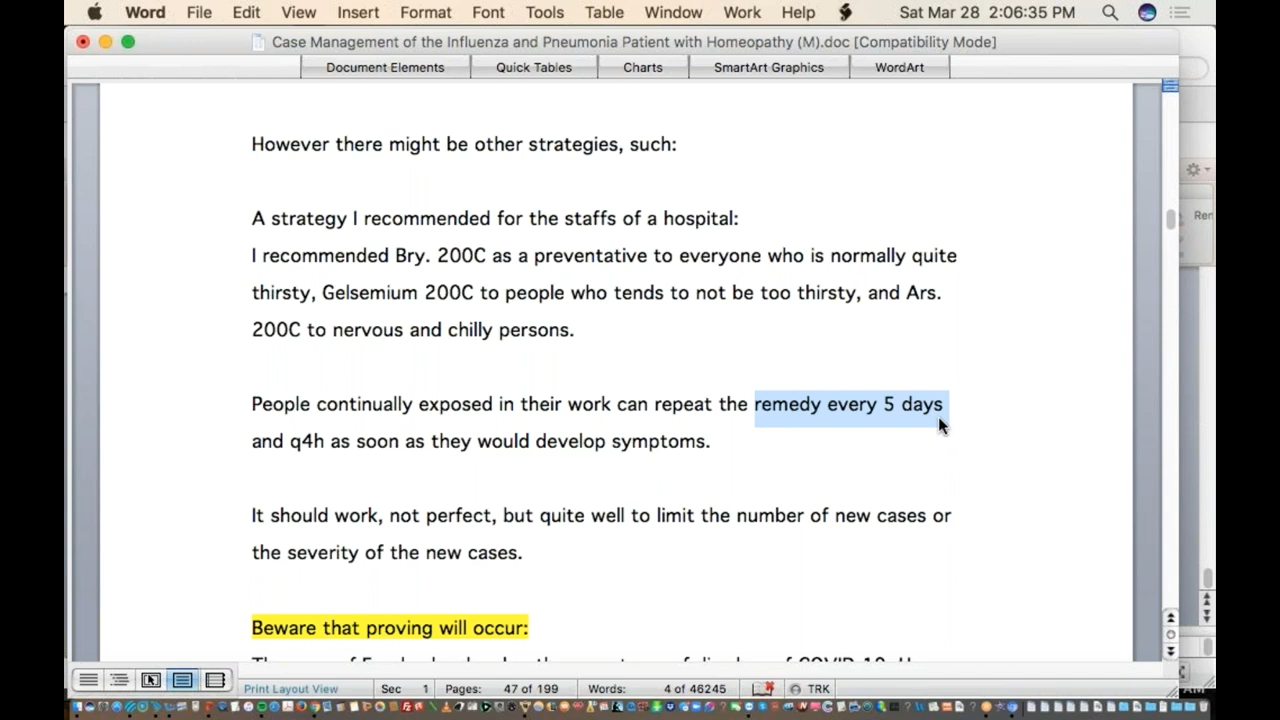 Word File Edit View Insert Format Font Tools Table Window Work Help Sat Mar 28 2:06:35 PM
Case Management of the Influenza and Pneumonia Patient with Homeopathy (M).doc [Compatibility Mode]
Document Elements Quick Tables Charts SmartArt Graphics WordArt
However there might be other strategies, such:
A strategy I recommended for the staffs of a hospital:
I recommended Bry. 200C as a preventative to everyone who is normally quite
thirsty, Gelsemium 200C to people who tends to not be too thirsty, and Ars.
200C to nervous and chilly persons.
People continually exposed in their work can repeat the remedy every 5 days
and q4h as soon as they would develop symptoms.
It should work, not perfect, but quite well to limit the number of new cases or
the severity of the new cases.
Beware that proving will occur:
Print Layout View Sec 1 Pages: 47 of 199 Words: 4 of 46245 TRK
Ren
AM